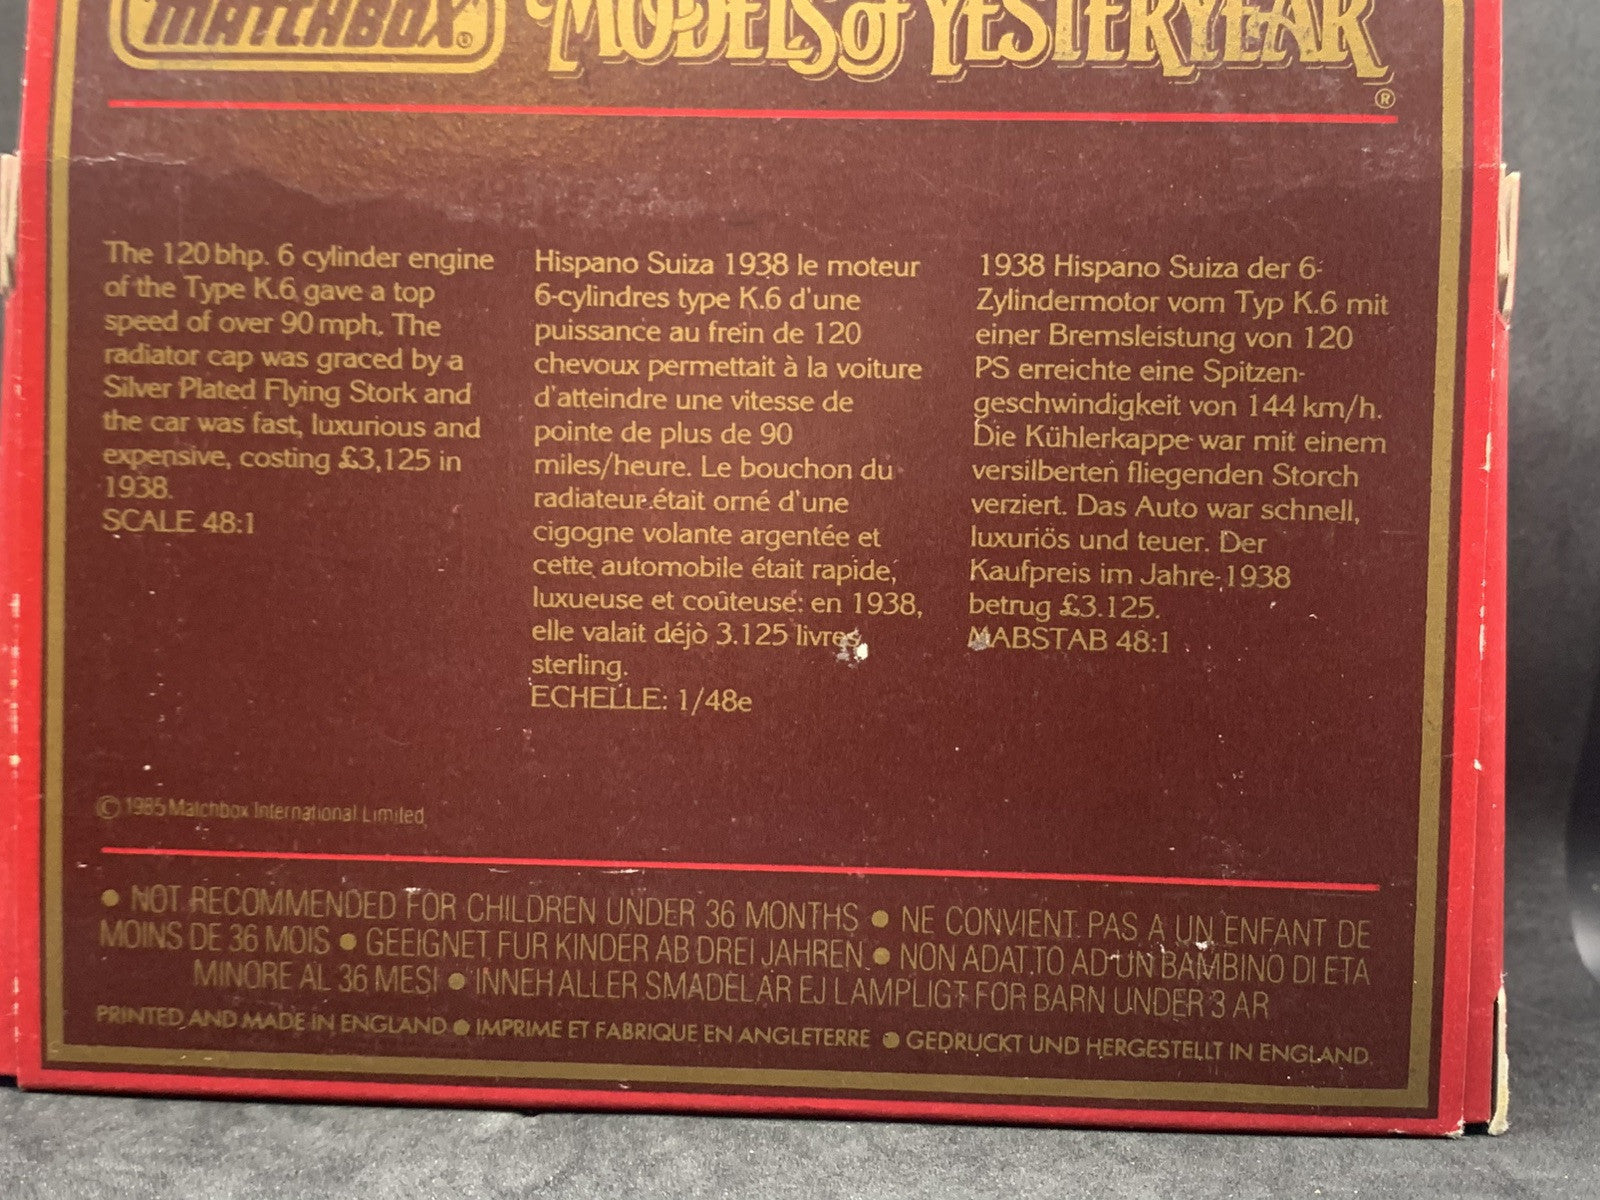 MATCHBOX®
MODELS of YESTERYEAR
®
The 120 bhp. 6 cylinder engine
of the Type K.6 gave a top
speed of over 90 mph. The
radiator cap was graced by a
Silver Plated Flying Stork and
the car was fast, luxurious and
expensive, costing £3,125 in
1938.
SCALE 48:1
Hispano Suiza 1938 le moteur
6-cylindres type K.6 d'une
puissance au frein de 120
chevoux permettait à la voiture
d'atteindre une vitesse de
pointe de plus de 90
miles/heure. Le bouchon du
radiateur était orné d'une
cigogne volante argentée et
cette automobile était rapide,
luxueuse et coûteuse: en 1938,
elle valait déjò 3.125 livres
sterling.
ECHELLE: 1/48e
1938 Hispano Suiza der 6-
Zylindermotor vom Typ K.6 mit
einer Bremsleistung von 120
PS erreichte eine Spitzen-
geschwindigkeit von 144 km/h.
Die Kühlerkappe war mit einem
versilberten fliegenden Storch
verziert. Das Auto war schnell,
luxuriös und teuer. Der
Kaufpreis im Jahre 1938
betrug £3.125.
MABSTAB 48:1
© 1985 Matchbox International Limited
• NOT RECOMMENDED FOR CHILDREN UNDER 36 MONTHS • NE CONVIENT PAS A UN ENFANT DE
MOINS DE 36 MOIS • GEEIGNET FUR KINDER AB DREI JAHREN • NON ADATTO AD UN BAMBINO DI ETA
MINORE AL 36 MESI • INNEHALLER SMADELAR EJ LAMPLIGT FOR BARN UNDER 3 AR
PRINTED AND MADE IN ENGLAND • IMPRIME ET FABRIQUE EN ANGLETERRE • GEDRUCKT UND HERGESTELLT IN ENGLAND.